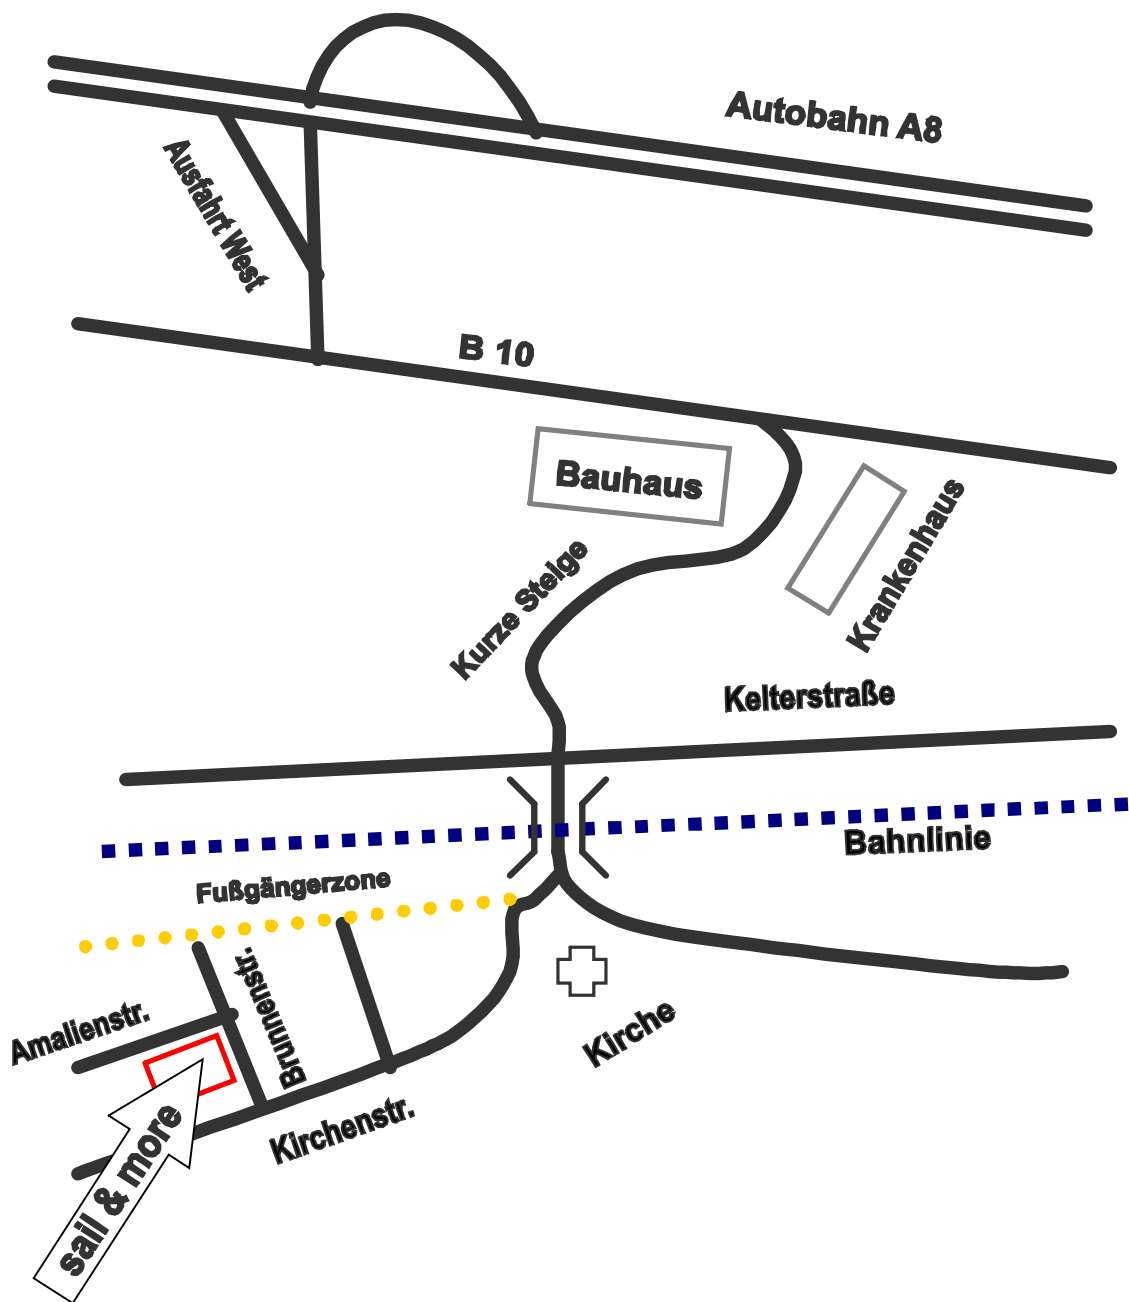 Autobahn A8
Ausfahrt West
B 10
Bauhaus
Krankenhaus
Kurze Steige
Kelterstraße
Bahnlinie
Fußgängerzone
Brunnenstr.
Amalienstr.
Kirche
Kirchenstr.
sail & more